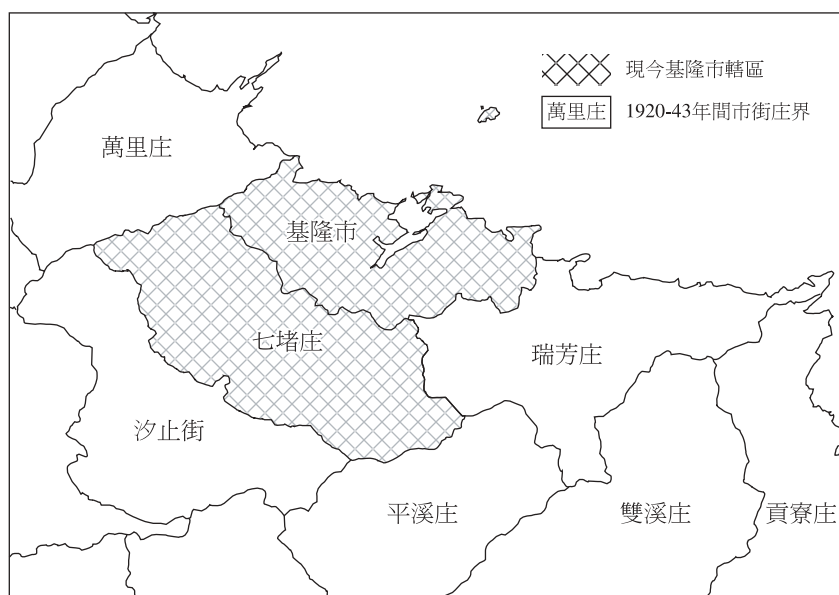 現今基隆市轄區
萬里庄
1920-43年間市街庄界
萬里庄
基隆市
七堵庄
瑞芳庄
汐止街
平溪庄
雙溪庄
貢寮庄